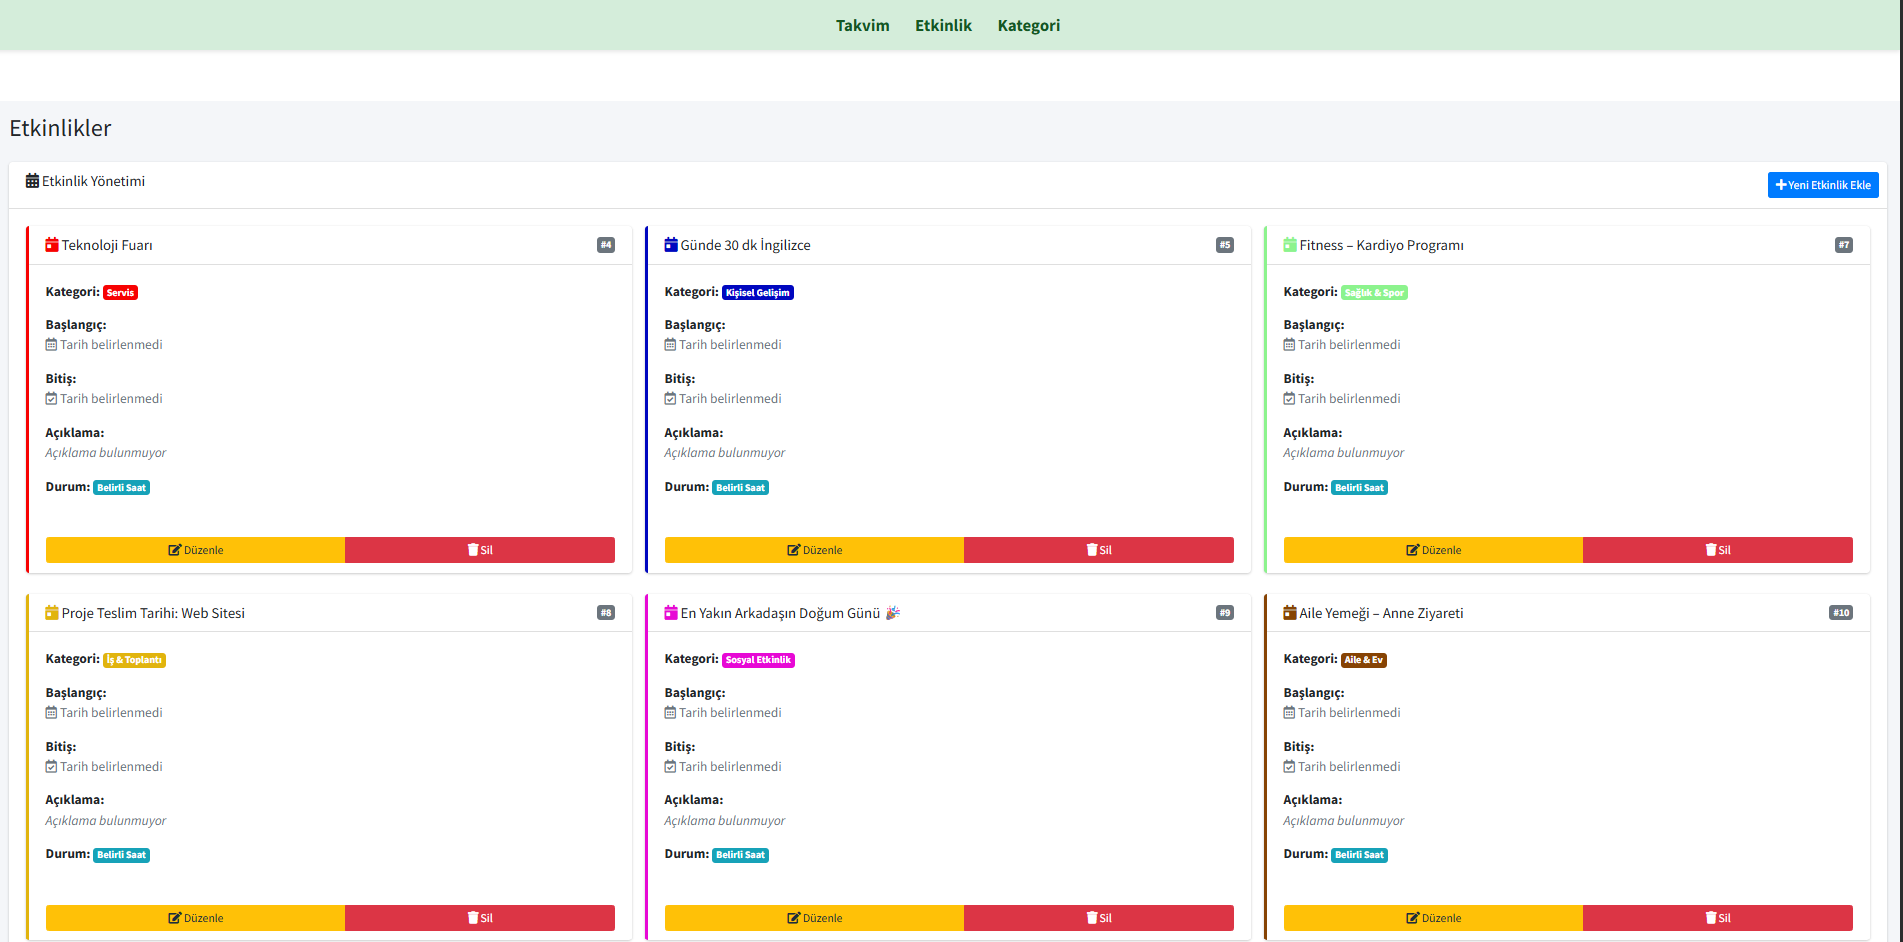 Takvim Etkinlik Kategori
Etkinlikler
Etkinlik Yönetimi
Yeni Etkinlik Ekle
Teknoloji Fuarı #4
Kategori: Servis
Başlangıç:
Tarih belirlenmedi
Bitiş:
Tarih belirlenmedi
Açıklama:
Açıklama bulunmuyor
Durum: Belirli Saat
Düzenle Sil
Günde 30 dk İngilizce #5
Kategori: Kişisel Gelişim
Başlangıç:
Tarih belirlenmedi
Bitiş:
Tarih belirlenmedi
Açıklama:
Açıklama bulunmuyor
Durum: Belirli Saat
Düzenle Sil
Fitness – Kardiyo Programı #7
Kategori: Sağlık & Spor
Başlangıç:
Tarih belirlenmedi
Bitiş:
Tarih belirlenmedi
Açıklama:
Açıklama bulunmuyor
Durum: Belirli Saat
Düzenle Sil
Proje Teslim Tarihi: Web Sitesi #8
Kategori: İş & Toplantı
Başlangıç:
Tarih belirlenmedi
Bitiş:
Tarih belirlenmedi
Açıklama:
Açıklama bulunmuyor
Durum: Belirli Saat
Düzenle Sil
En Yakın Arkadaşın Doğum Günü 🎉 #9
Kategori: Sosyal Etkinlik
Başlangıç:
Tarih belirlenmedi
Bitiş:
Tarih belirlenmedi
Açıklama:
Açıklama bulunmuyor
Durum: Belirli Saat
Düzenle Sil
Aile Yemeği – Anne Ziyareti #10
Kategori: Aile & Ev
Başlangıç:
Tarih belirlenmedi
Bitiş:
Tarih belirlenmedi
Açıklama:
Açıklama bulunmuyor
Durum: Belirli Saat
Düzenle Sil